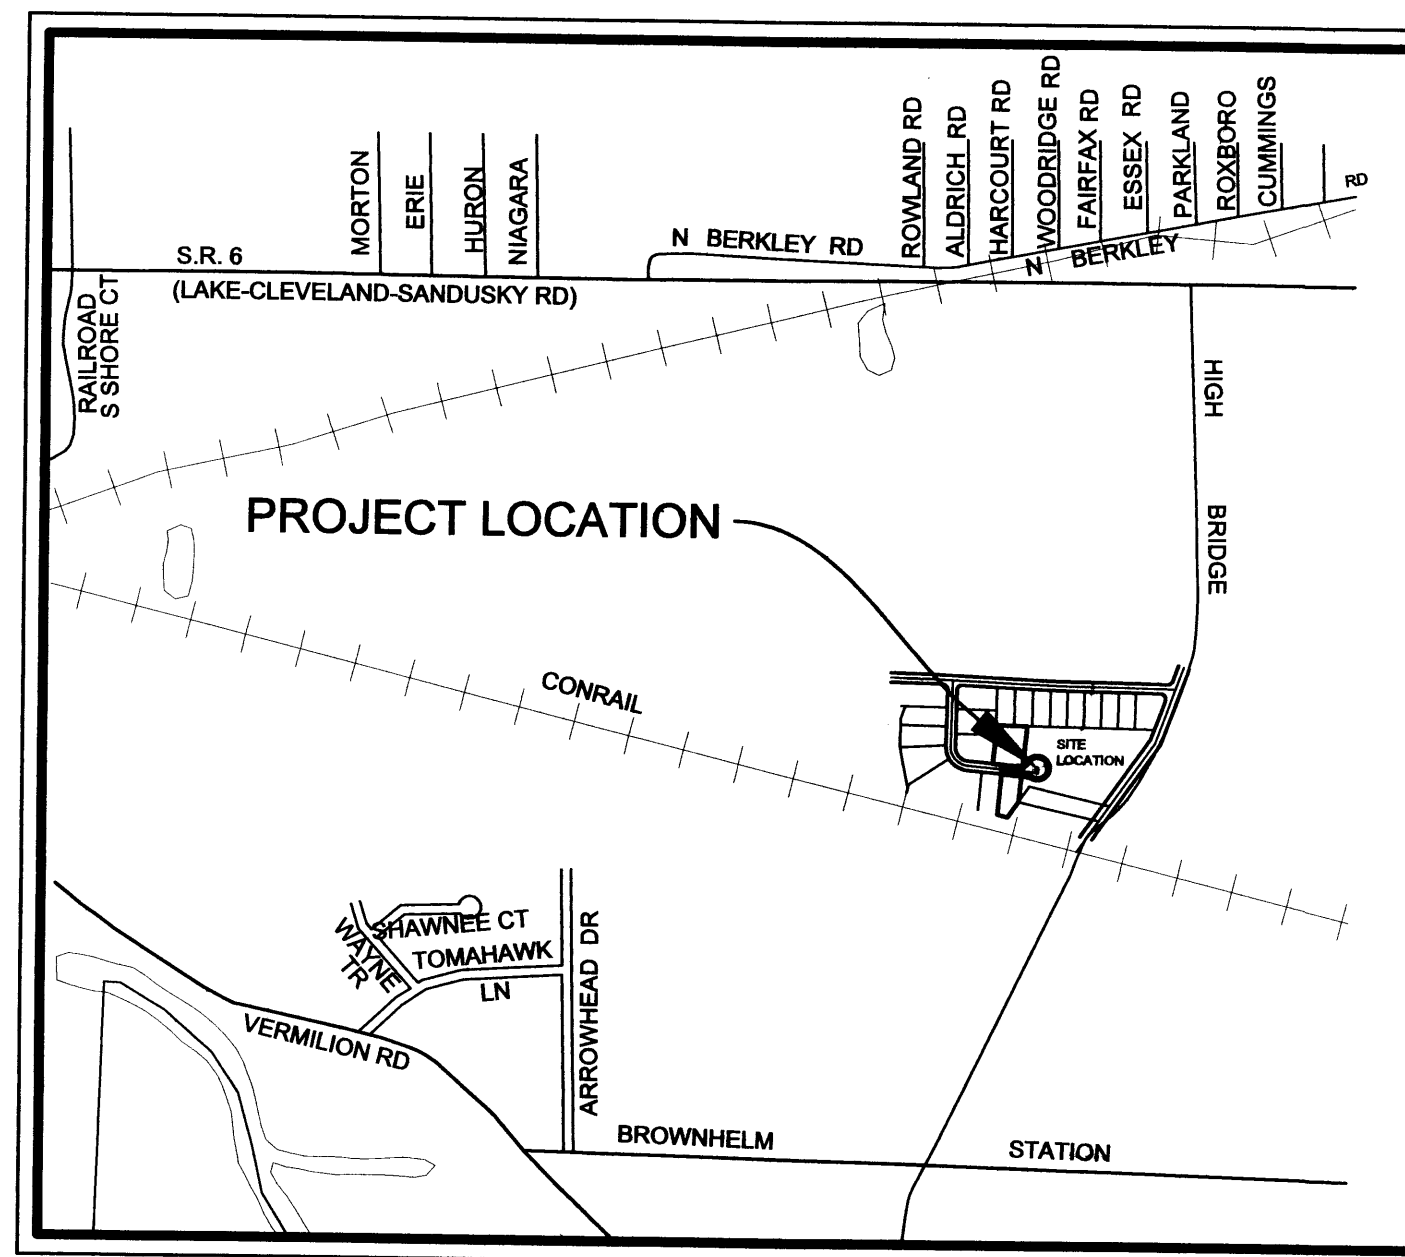 MORTON
ERIE
HURON
NIAGARA
ROWLAND RD
ALDRICH RD
HARCOURT RD
WOODRIDGE RD
FAIRFAX RD
ESSEX RD
PARKLAND
ROXBORO
CUMMINGS
RD
S.R. 6
(LAKE-CLEVELAND-SANDUSKY RD)
N BERKLEY RD
N BERKLEY
RAILROAD
S SHORE CT
HIGH
BRIDGE
PROJECT LOCATION
CONRAIL
SITE
LOCATION
SHAWNEE CT
WAYNE
TR
TOMAHAWK
LN
ARROWHEAD DR
VERMILION RD
BROWNHELM
STATION